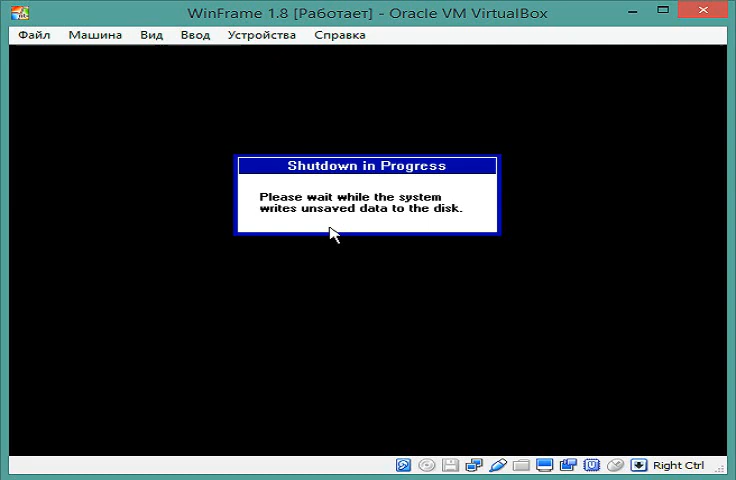 WinFrame 1.8 [Работает] - Oracle VM VirtualBox
Файл Машина Вид Ввод Устройства Справка
Shutdown in Progress
Please wait while the system
writes unsaved data to the disk.
Right Ctrl